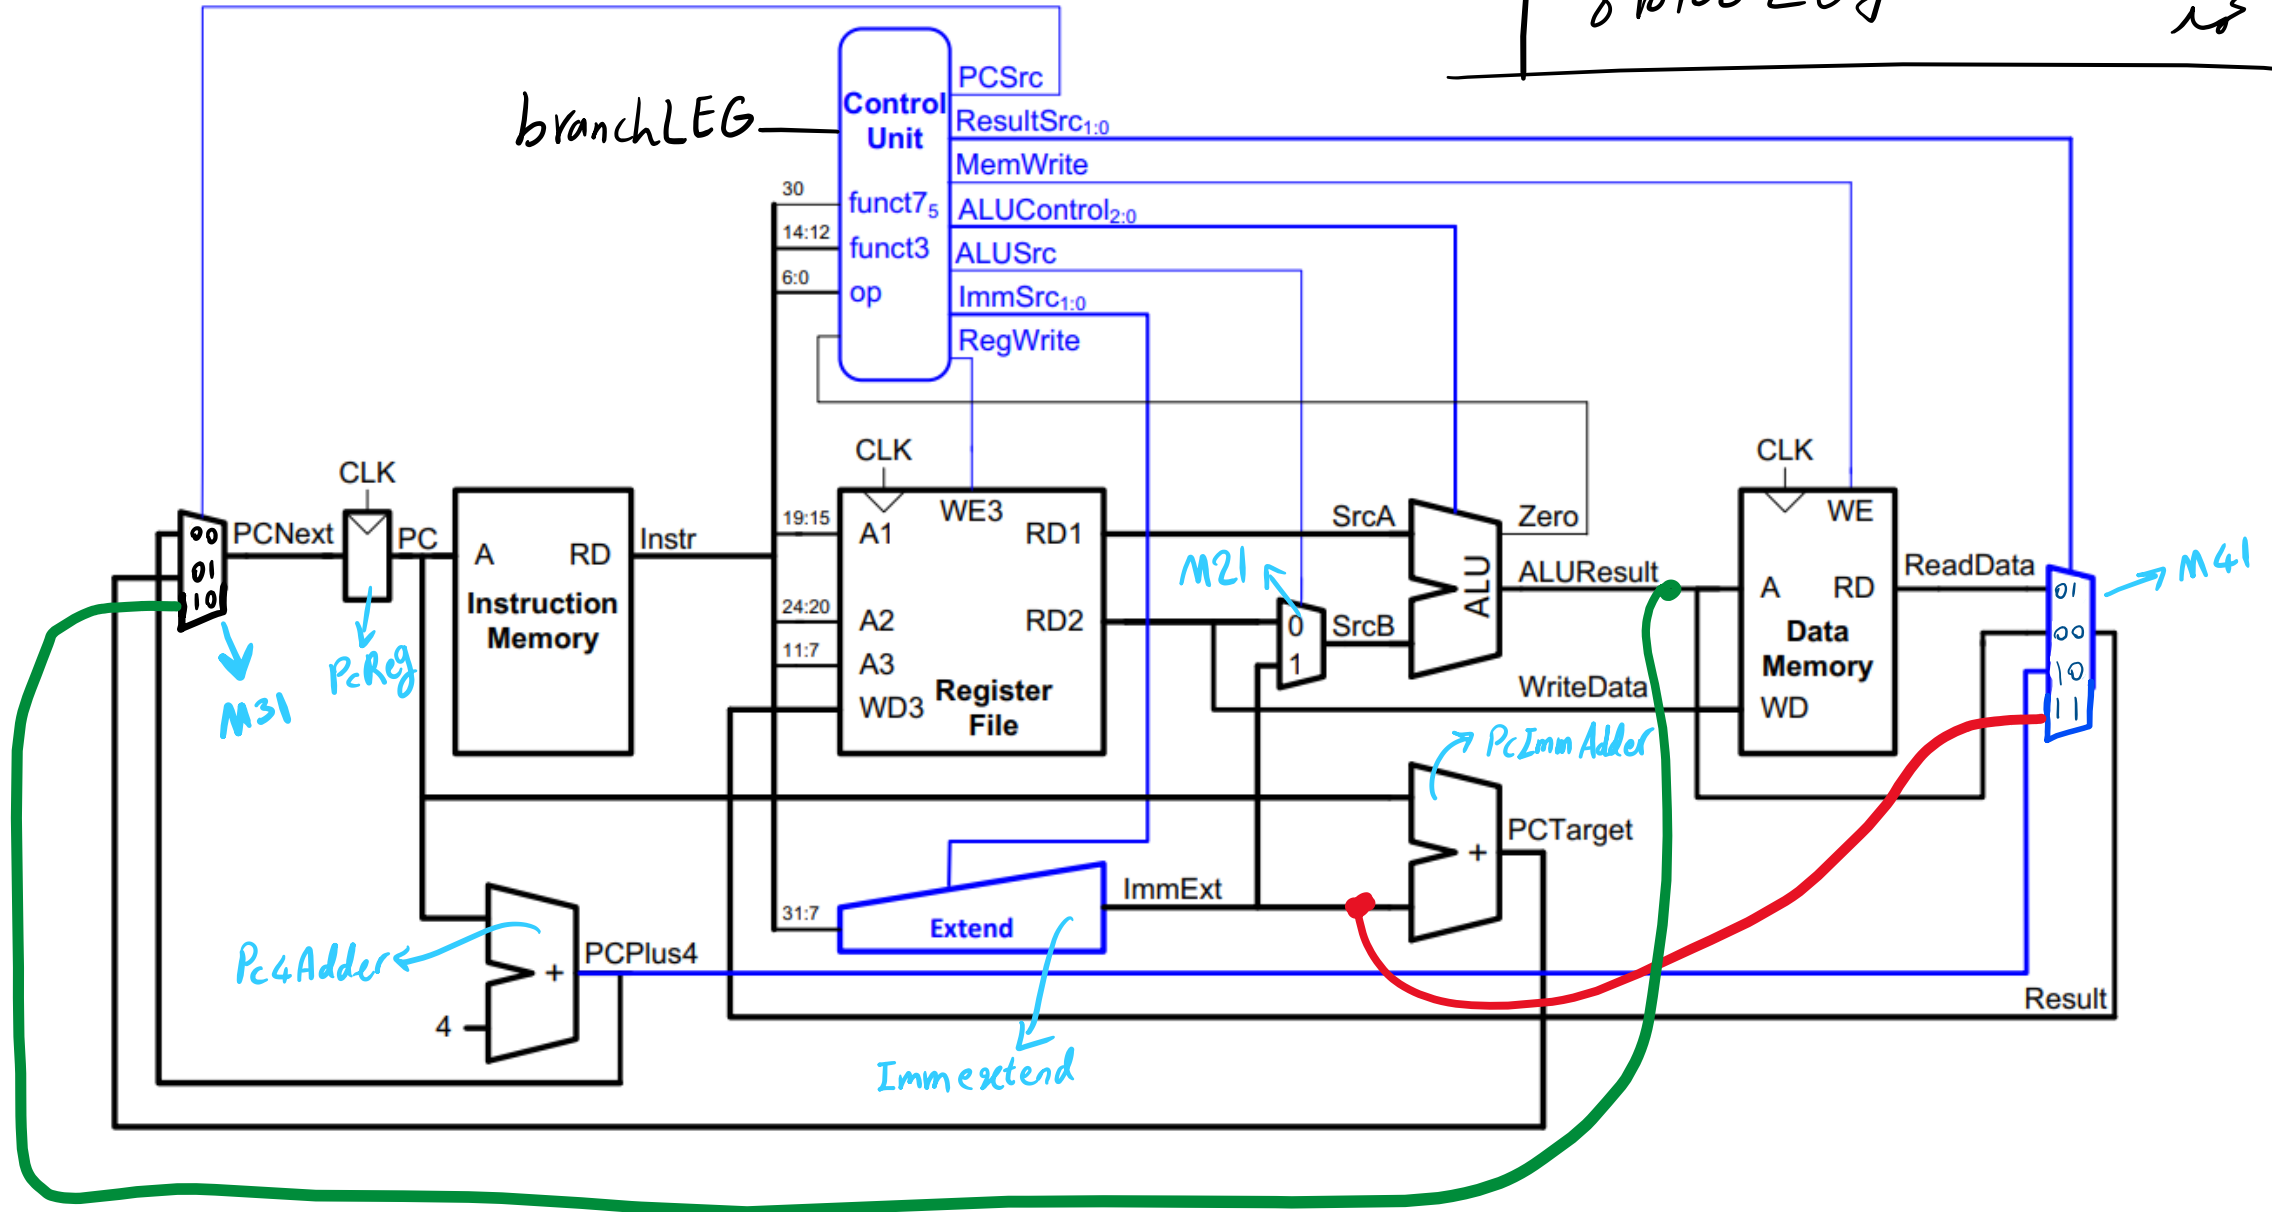 branchLEG
is
PCSrc
Control
Unit
ResultSrc1:0
MemWrite
30
funct75
ALUControl2:0
14:12
funct3
ALUSrc
6:0
op
ImmSrc1:0
RegWrite
CLK
CLK
CLK
00
01
10
PCNext
PC
A
RD
Instr
Instruction
Memory
PcReg
M31
19:15
A1
WE3
RD1
24:20
A2
RD2
11:7
A3
WD3
Register
File
SrcA
M21
0
1
SrcB
ALU
Zero
ALUResult
WE
A
RD
ReadData
Data
Memory
WriteData
WD
01
00
10
11
M41
PcImmAdder
+
PCTarget
ImmExt
31:7
Extend
Immextend
Pc4Adder
+
PCPlus4
4
Result